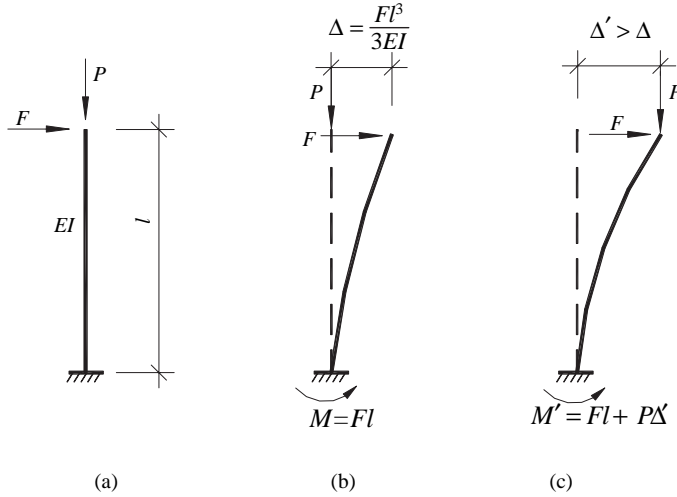 Δ = Fl³/3EI
Δ′ > Δ
P
P
P
F
F
F
EI
l
M=Fl
M′ = Fl + PΔ′
(a)
(b)
(c)